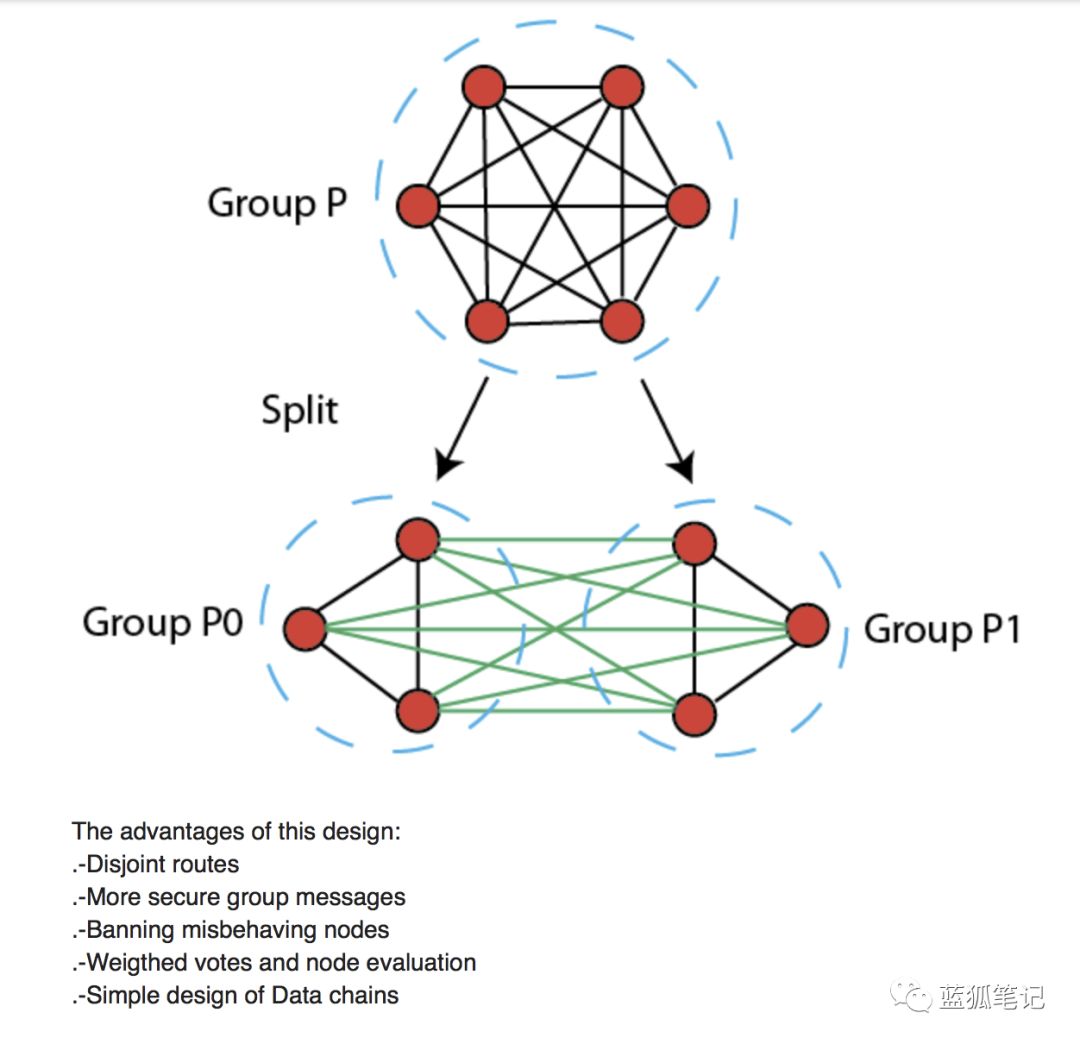 Group P
Split
Group P0
Group P1
The advantages of this design:
.-Disjoint routes
.-More secure group messages
.-Banning misbehaving nodes
.-Weigthed votes and node evaluation
.-Simple design of Data chains
蓝狐笔记